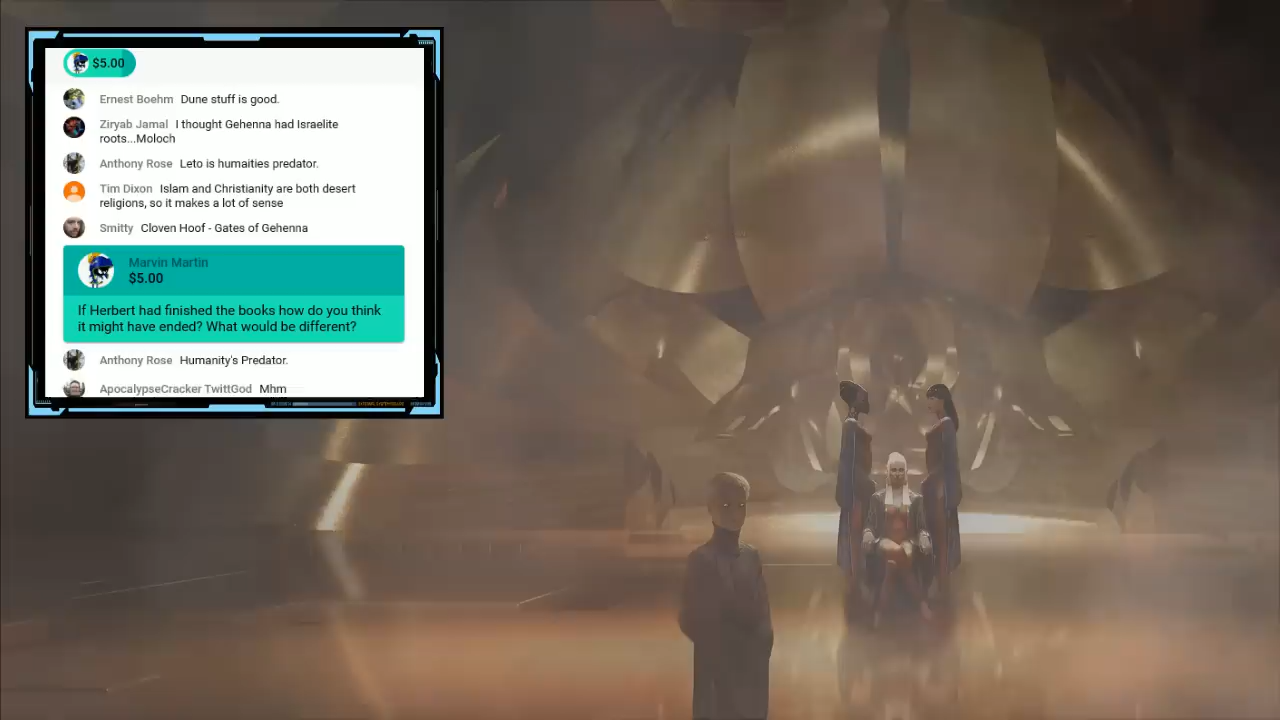 $5.00
Ernest Boehm Dune stuff is good.
Ziryab Jamal I thought Gehenna had Israelite
roots...Moloch
Anthony Rose Leto is humaities predator.
Tim Dixon Islam and Christianity are both desert
religions, so it makes a lot of sense
Smitty Cloven Hoof - Gates of Gehenna
Marvin Martin
$5.00
If Herbert had finished the books how do you think
it might have ended? What would be different?
Anthony Rose Humanity's Predator.
ApocalypseCracker TwittGod Mhm